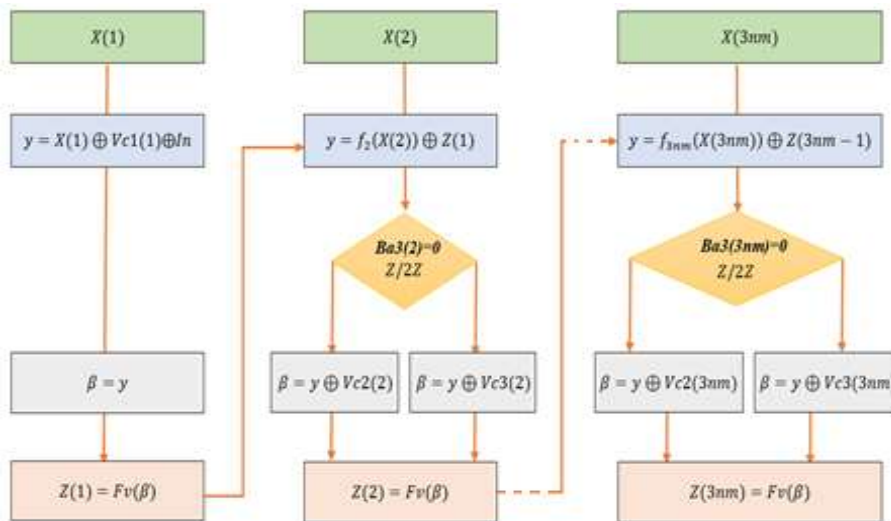 X(1)
X(2)
X(3nm)
y = X(1) ⊕ Vc1(1)⊕In
y = f₂(X(2)) ⊕ Z(1)
y = f₃ₙₘ(X(3nm)) ⊕ Z(3nm − 1)
Ba3(2)=0
Z/2Z
Ba3(3nm)=0
Z/2Z
β = y
β = y ⊕ Vc2(2)
β = y ⊕ Vc3(2)
β = y ⊕ Vc2(3nm)
β = y ⊕ Vc3(3nm
Z(1) = Fv(β)
Z(2) = Fv(β)
Z(3nm) = Fv(β)